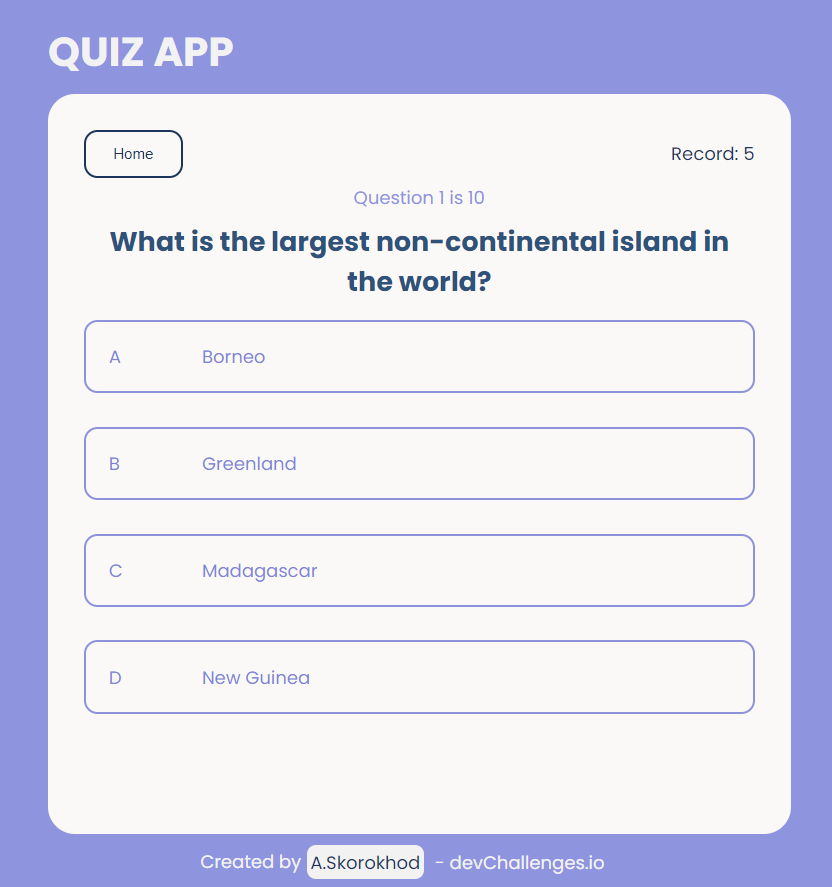 QUIZ APP
Home
Record: 5
Question 1 is 10
What is the largest non-continental island in
the world?
A Borneo
B Greenland
C Madagascar
D New Guinea
Created by A.Skorokhod - devChallenges.io